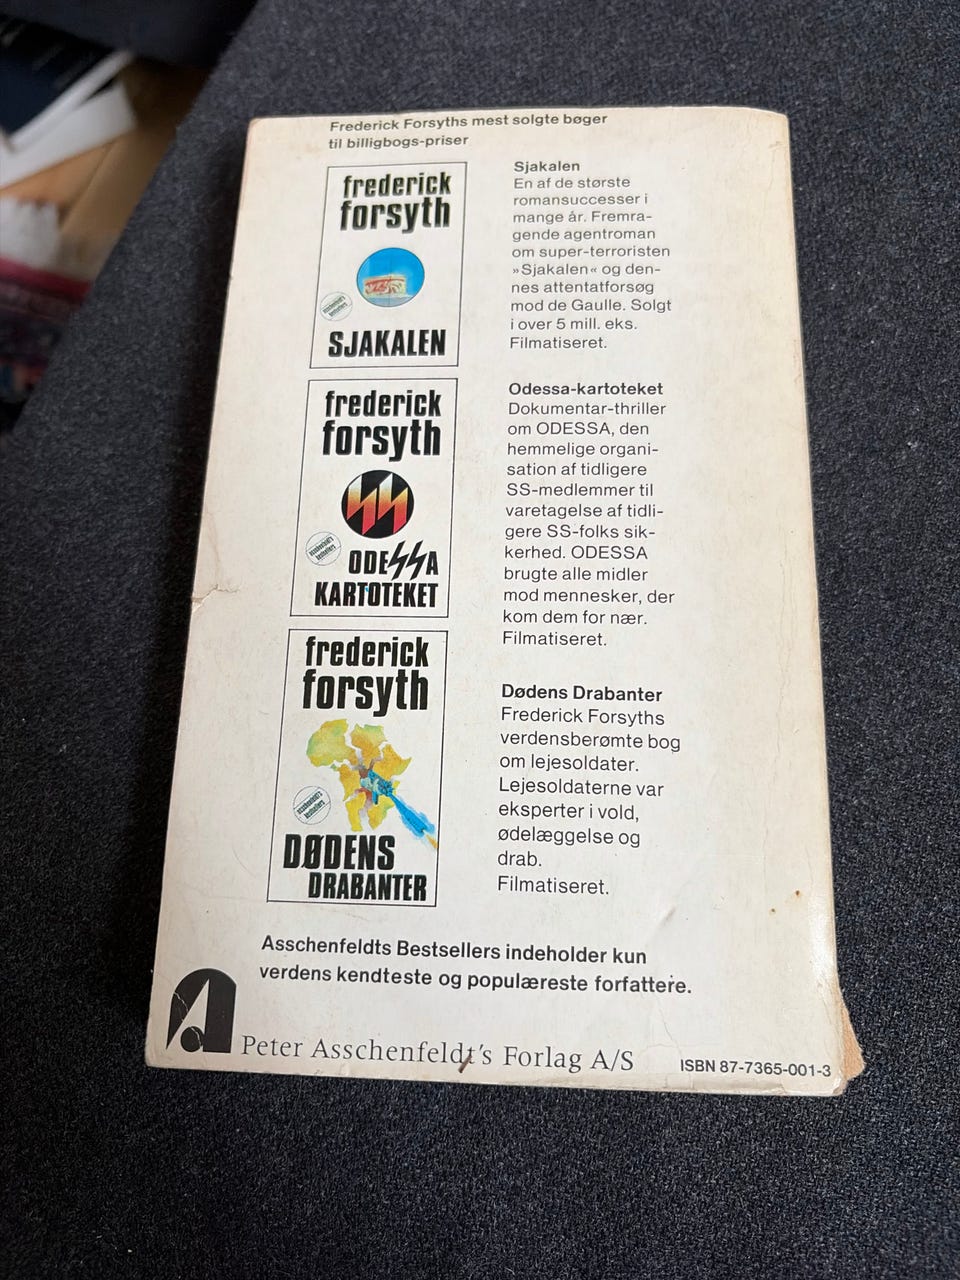 Frederick Forsyths mest solgte bøger
til billigbogs-priser
frederick
forsyth
asschenfeldt's
bestsellers
SJAKALEN
Sjakalen
En af de største
romansuccesser i
mange år. Fremra-
gende agentroman
om super-terroristen
»Sjakalen« og den-
nes attentatforsøg
mod de Gaulle. Solgt
i over 5 mill. eks.
Filmatiseret.
frederick
forsyth
asschenfeldt's
bestsellers
ODESSA
KARTOTEKET
Odessa-kartoteket
Dokumentar-thriller
om ODESSA, den
hemmelige organi-
sation af tidligere
SS-medlemmer til
varetagelse af tidli-
gere SS-folks sik-
kerhed. ODESSA
brugte alle midler
mod mennesker, der
kom dem for nær.
Filmatiseret.
frederick
forsyth
asschenfeldt's
bestsellers
DØDENS
DRABANTER
Dødens Drabanter
Frederick Forsyths
verdensberømte bog
om lejesoldater.
Lejesoldaterne var
eksperter i vold,
ødelæggelse og
drab.
Filmatiseret.
Asschenfeldts Bestsellers indeholder kun
verdens kendteste og populæreste forfattere.
Peter Asschenfeldt's Forlag A/S
ISBN 87-7365-001-3